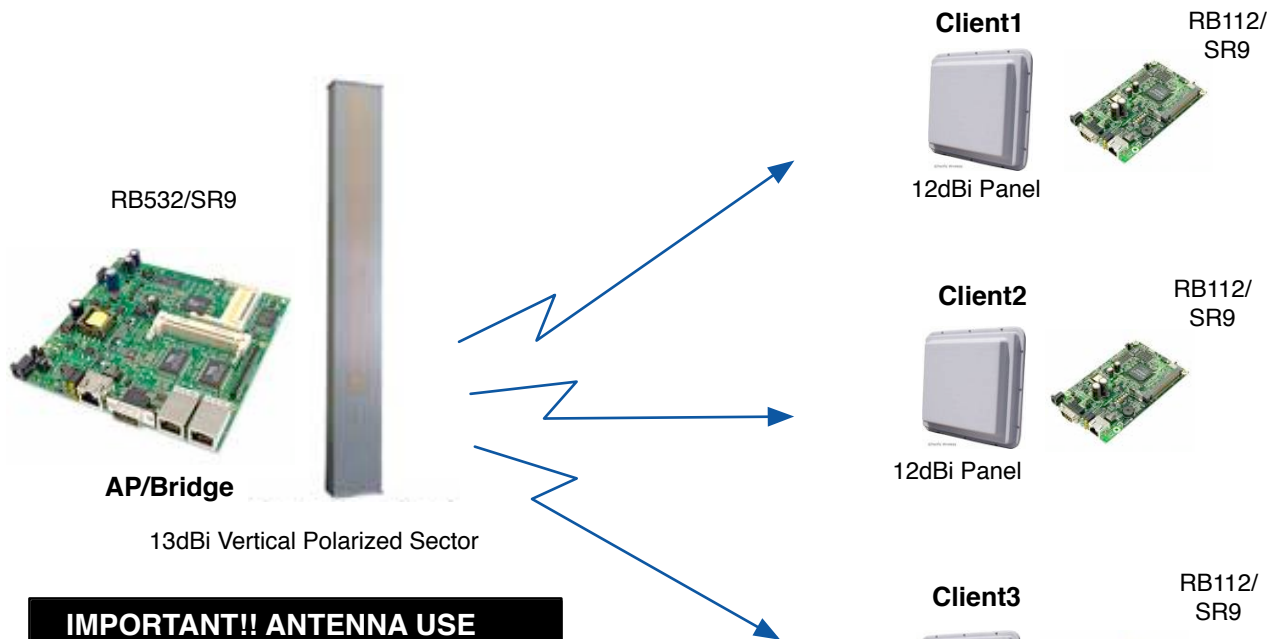 Client1
RB112/
SR9
12dBi Panel
RB532/SR9
Client2
RB112/
SR9
12dBi Panel
AP/Bridge
13dBi Vertical Polarized Sector
Client3
RB112/
SR9
IMPORTANT!! ANTENNA USE